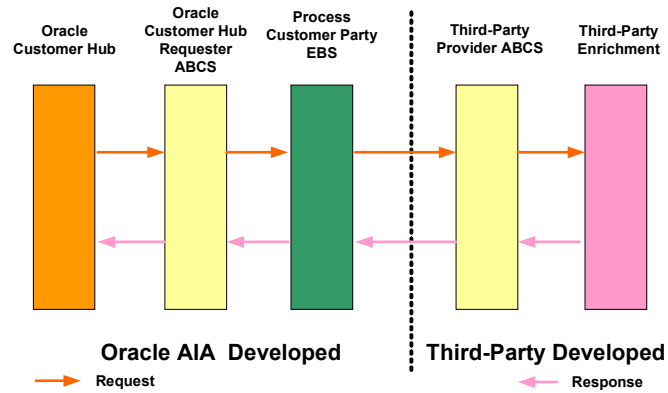 Oracle
Customer Hub
Oracle
Customer Hub
Requester
ABCS
Process
Customer Party
EBS
Third-Party
Provider ABCS
Third-Party
Enrichment
Oracle AIA  Developed
Third-Party Developed
Request
Response